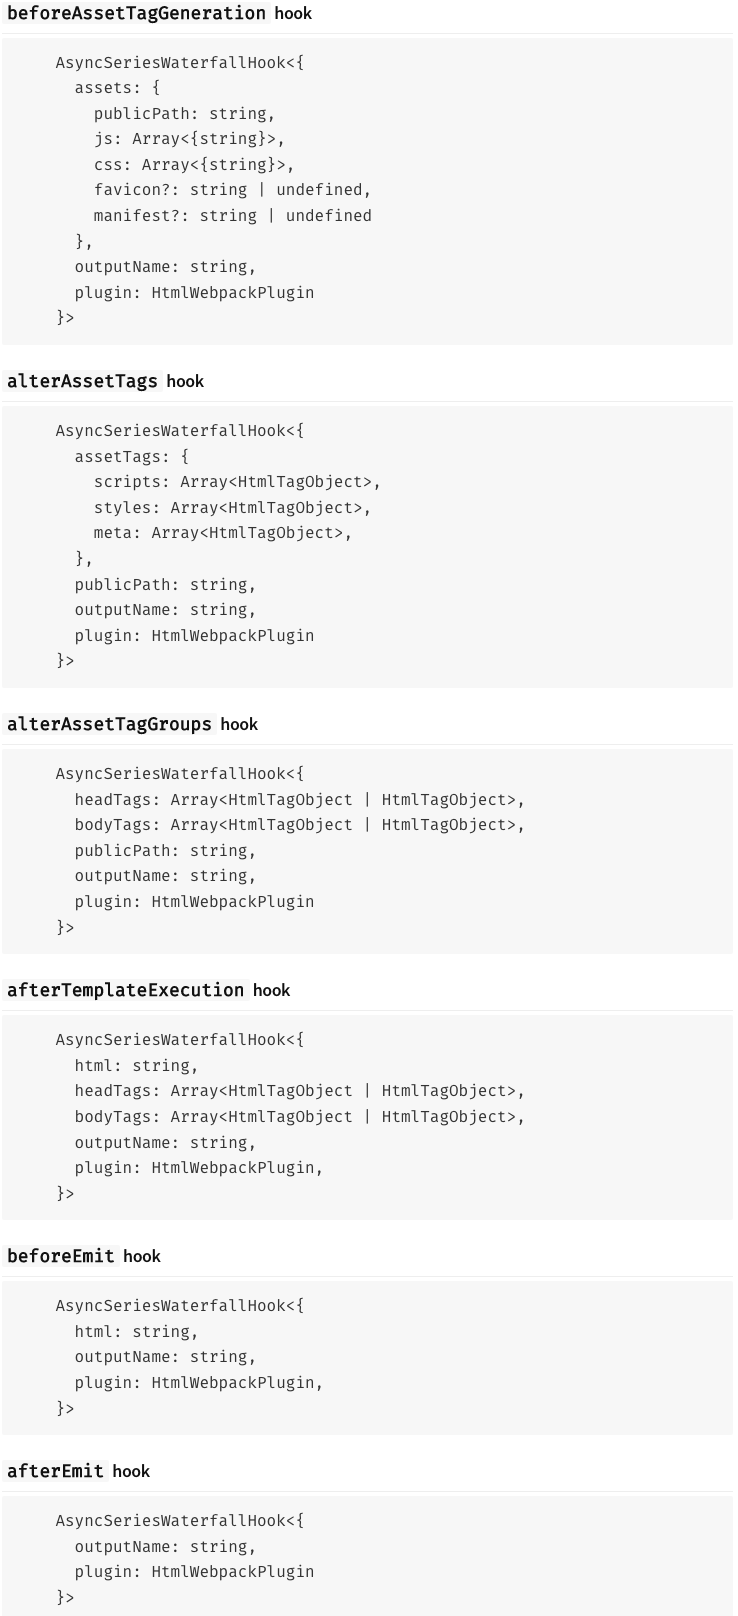 beforeAssetTagGeneration hook
AsyncSeriesWaterfallHook<{
  assets: {
    publicPath: string,
    js: Array<{string}>,
    css: Array<{string}>,
    favicon?: string | undefined,
    manifest?: string | undefined
  },
  outputName: string,
  plugin: HtmlWebpackPlugin
}>
alterAssetTags hook
AsyncSeriesWaterfallHook<{
  assetTags: {
    scripts: Array<HtmlTagObject>,
    styles: Array<HtmlTagObject>,
    meta: Array<HtmlTagObject>,
  },
  publicPath: string,
  outputName: string,
  plugin: HtmlWebpackPlugin
}>
alterAssetTagGroups hook
AsyncSeriesWaterfallHook<{
  headTags: Array<HtmlTagObject | HtmlTagObject>,
  bodyTags: Array<HtmlTagObject | HtmlTagObject>,
  publicPath: string,
  outputName: string,
  plugin: HtmlWebpackPlugin
}>
afterTemplateExecution hook
AsyncSeriesWaterfallHook<{
  html: string,
  headTags: Array<HtmlTagObject | HtmlTagObject>,
  bodyTags: Array<HtmlTagObject | HtmlTagObject>,
  outputName: string,
  plugin: HtmlWebpackPlugin,
}>
beforeEmit hook
AsyncSeriesWaterfallHook<{
  html: string,
  outputName: string,
  plugin: HtmlWebpackPlugin,
}>
afterEmit hook
AsyncSeriesWaterfallHook<{
  outputName: string,
  plugin: HtmlWebpackPlugin
}>